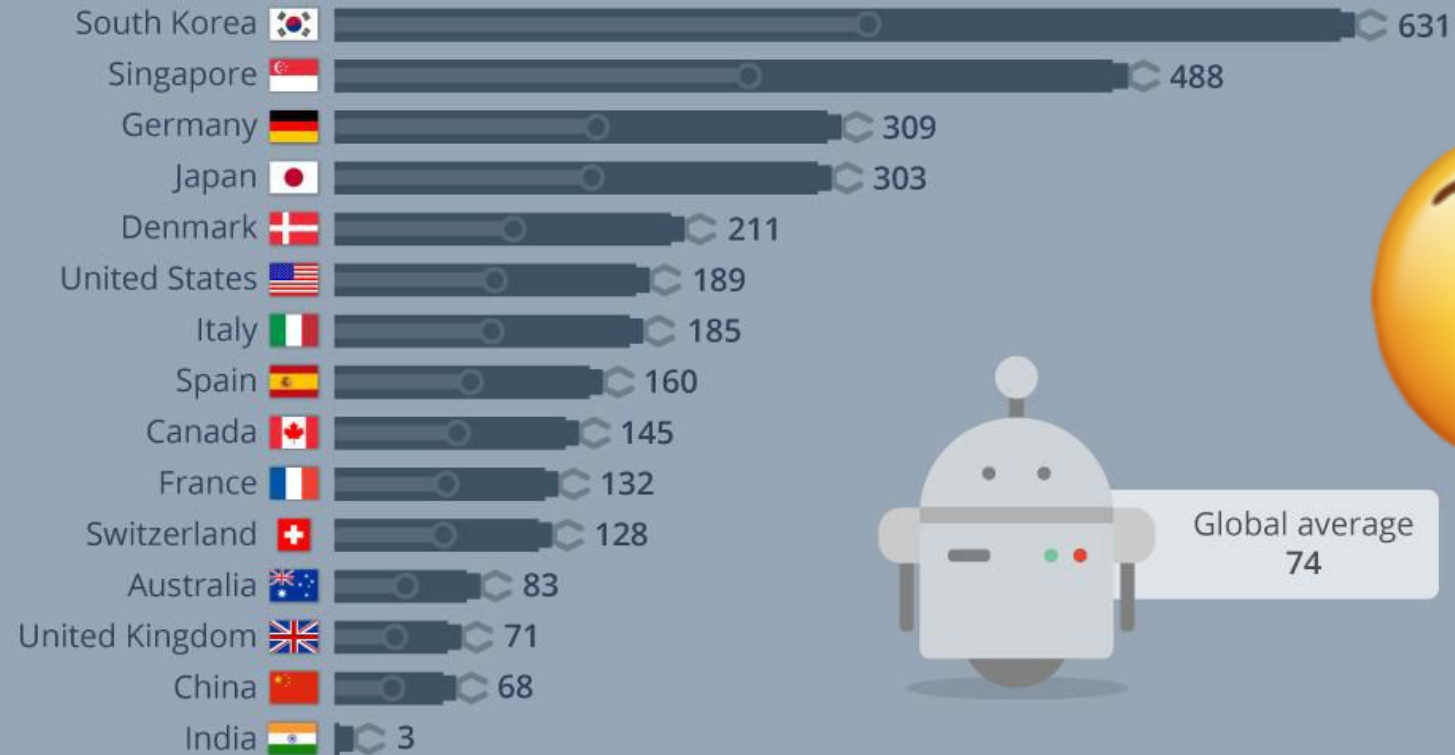 South Korea 631
Singapore 488
Germany 309
Japan 303
Denmark 211
United States 189
Italy 185
Spain 160
Canada 145
France 132
Switzerland 128
Australia 83
United Kingdom 71
China 68
India 3
Global average
74